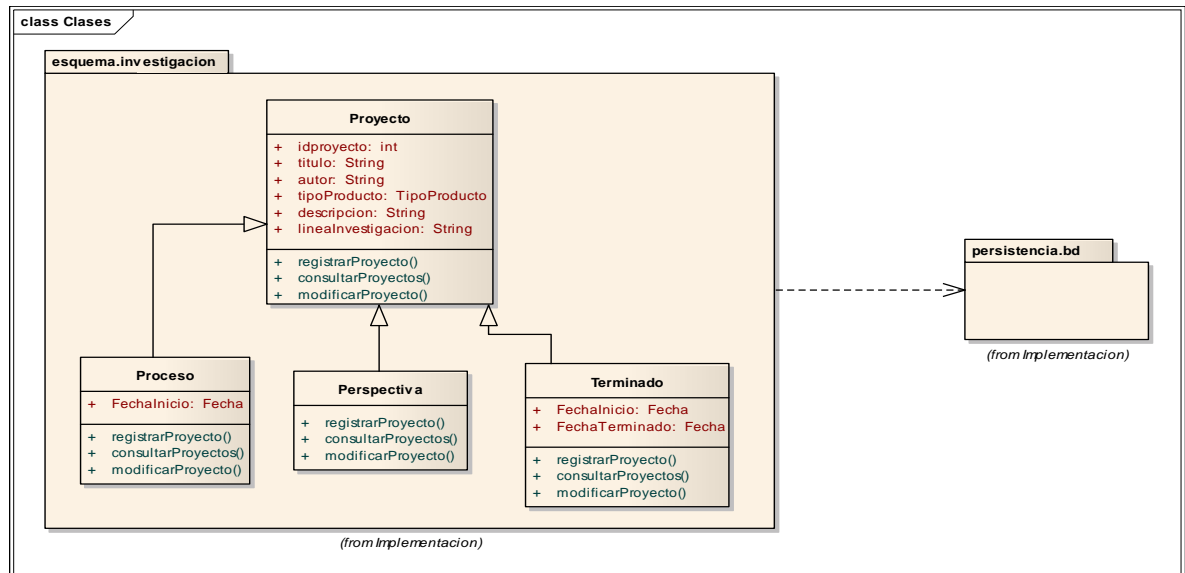 class Clases
esquema.investigacion
Proyecto
+ idproyecto: int
+ titulo: String
+ autor: String
+ tipoProducto: TipoProducto
+ descripcion: String
+ lineaInvestigacion: String
+ registrarProyecto()
+ consultarProyectos()
+ modificarProyecto()
persistencia.bd
(from Implementacion)
Proceso
+ FechaInicio: Fecha
+ registrarProyecto()
+ consultarProyectos()
+ modificarProyecto()
Perspectiva
+ registrarProyecto()
+ consultarProyectos()
+ modificarProyecto()
Terminado
+ FechaInicio: Fecha
+ FechaTerminado: Fecha
+ registrarProyecto()
+ consultarProyectos()
+ modificarProyecto()
(from Implementacion)